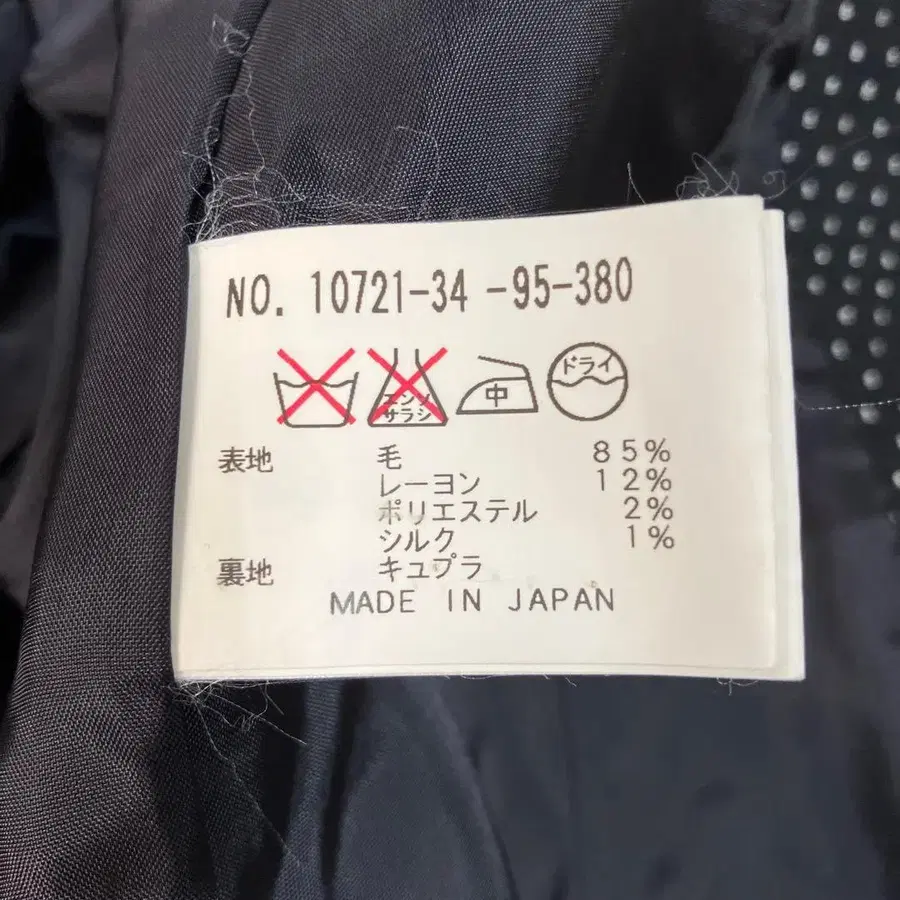 NO. 10721-34 -95-380
エンソ
サラシ
中
ドライ
表地 毛 85%
レーヨン 12%
ポリエステル 2%
シルク 1%
裏地 キュプラ
MADE IN JAPAN